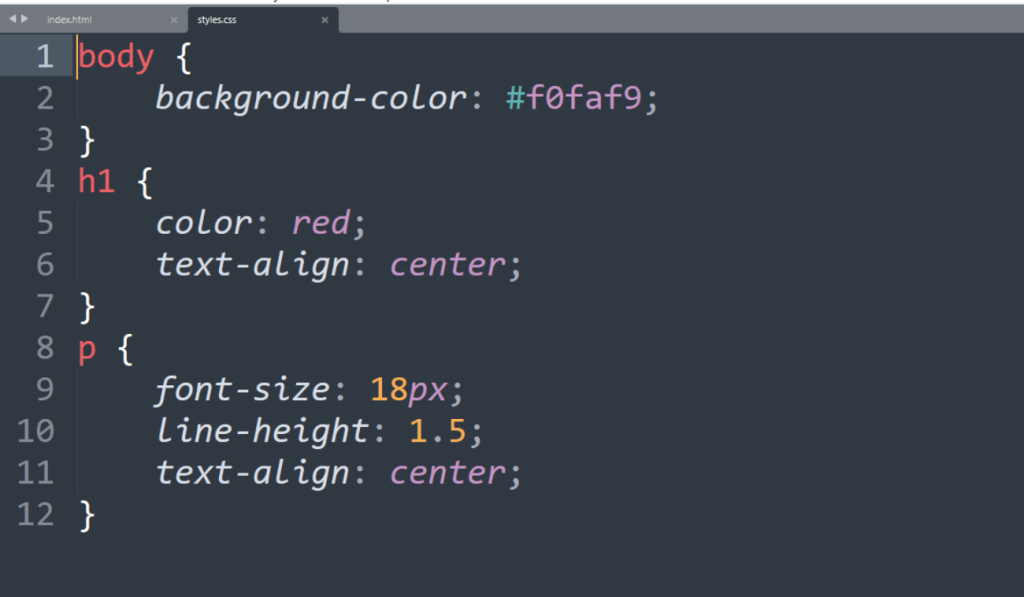 index.html × styles.css ×
1 body {
2     background-color: #f0faf9;
3 }
4 h1 {
5     color: red;
6     text-align: center;
7 }
8 p {
9     font-size: 18px;
10     line-height: 1.5;
11     text-align: center;
12 }